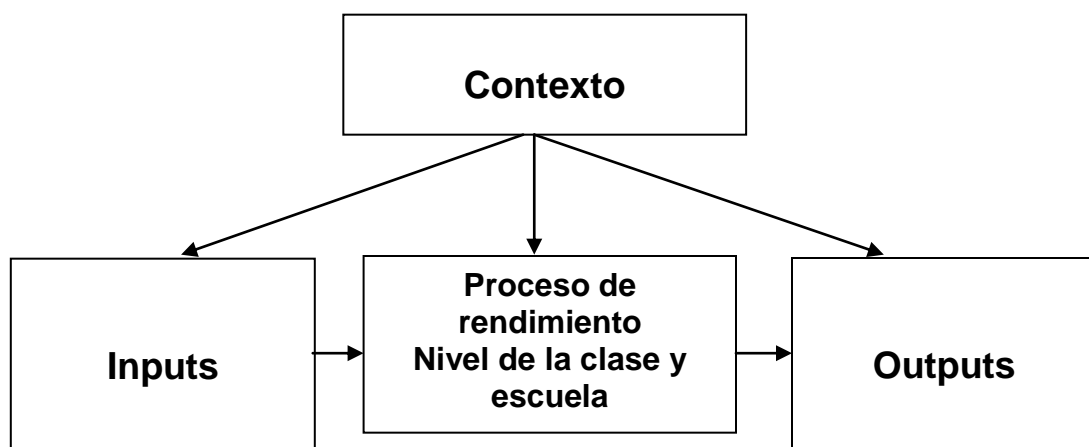 Contexto
Inputs
Proceso de
rendimiento
Nivel de la clase y
escuela
Outputs